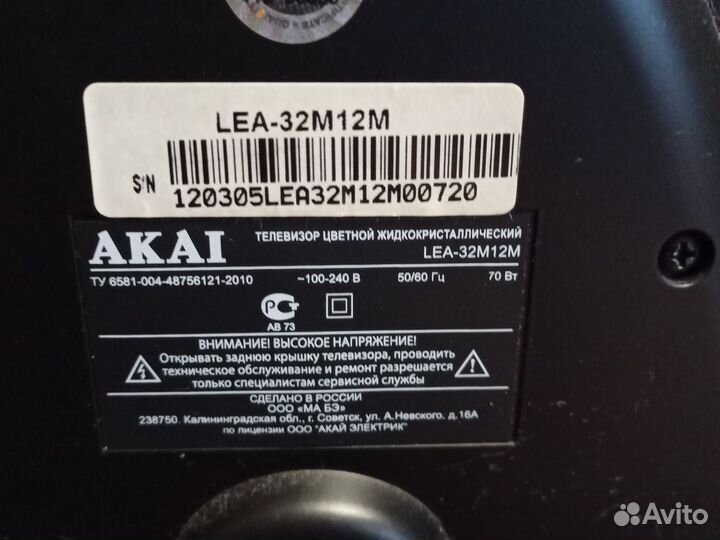 LEA-32M12M
S/N
120305LEA32M12M00720
AKAI ТЕЛЕВИЗОР ЦВЕТНОЙ ЖИДКОКРИСТАЛЛИЧЕСКИЙ
LEA-32M12M
ТУ 6581-004-48756121-2010 ~100-240 В 50/60 Гц 70 Вт
РС
АВ 73
ВНИМАНИЕ! ВЫСОКОЕ НАПРЯЖЕНИЕ!
Открывать заднюю крышку телевизора, проводить
техническое обслуживание и ремонт разрешается
только специалистам сервисной службы
СДЕЛАНО В РОССИИ
ООО «МА БЭ»
238750. Калининградская обл., г. Советск, ул. А.Невского. д.16А
по лицензии ООО "АКАЙ ЭЛЕКТРИК"
Avito